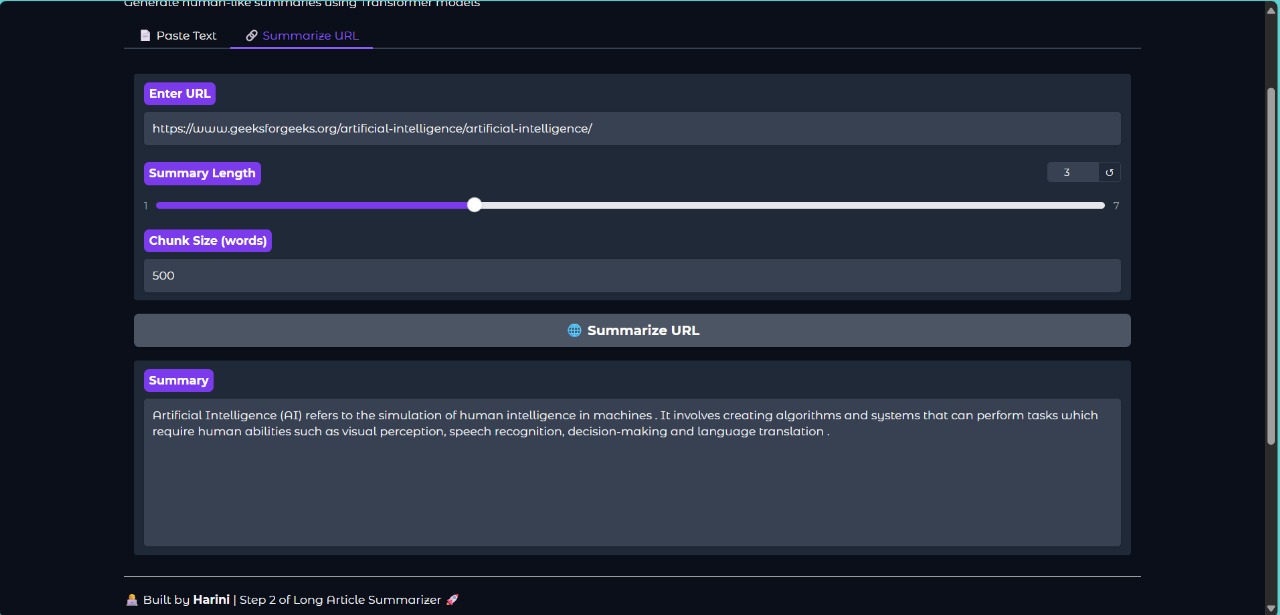 Generate human-like summaries using Transformer models
📄 Paste Text
🔗 Summarize URL
Enter URL
https://www.geeksforgeeks.org/artificial-intelligence/artificial-intelligence/
Summary Length
3 ↺
1
7
Chunk Size (words)
500
🌐 Summarize URL
Summary
Artificial Intelligence (AI) refers to the simulation of human intelligence in machines . It involves creating algorithms and systems that can perform tasks which
require human abilities such as visual perception, speech recognition, decision-making and language translation .
🧑‍💻 Built by Harini | Step 2 of Long Article Summarizer 🚀